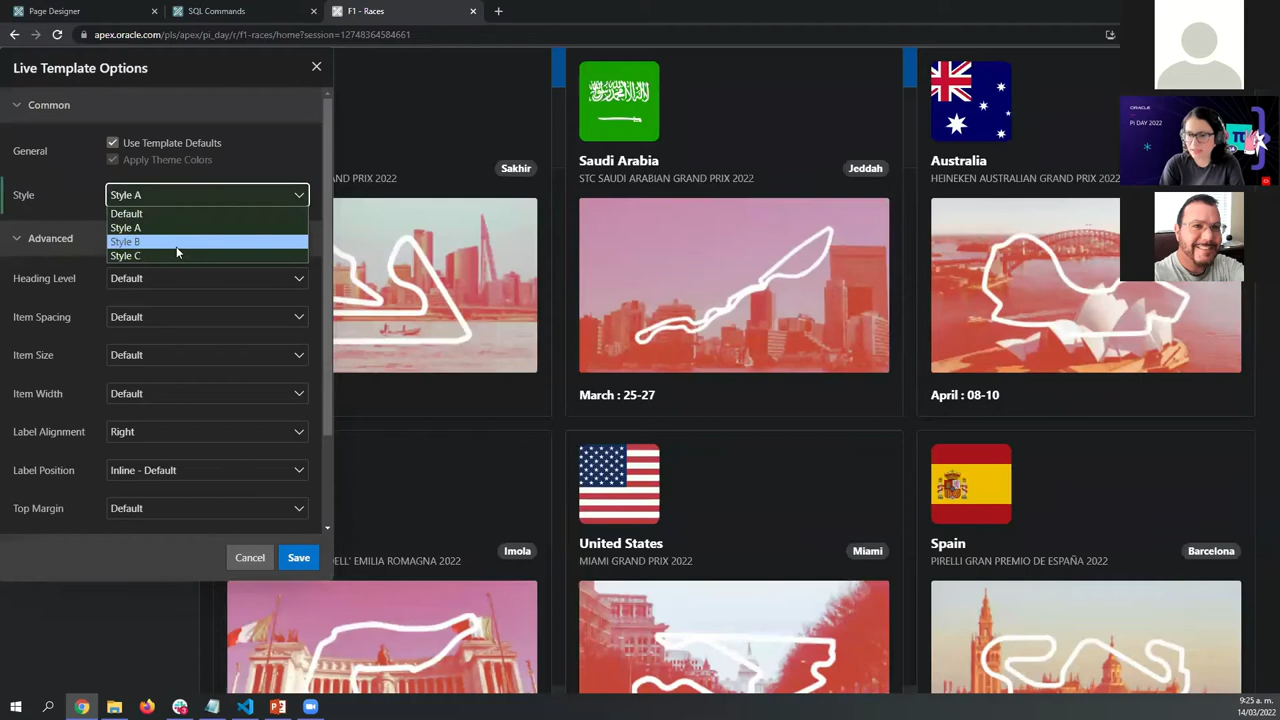 Page Designer
SQL Commands
F1 - Races
apex.oracle.com/pls/apex/pi_day/r/f1-races/home?session=12748364584661
Live Template Options
Common
General
Use Template Defaults
Apply Theme Colors
Style
Style A
Default
Style A
Style B
Style C
Advanced
Heading Level
Default
Item Spacing
Default
Item Size
Default
Item Width
Default
Label Alignment
Right
Label Position
Inline - Default
Top Margin
Default
Cancel
Save
RAND PRIX 2022
Sakhir
Saudi Arabia
STC SAUDI ARABIAN GRAND PRIX 2022
Jeddah
March : 25-27
Australia
HEINEKEN AUSTRALIAN GRAND PRIX 2022
April : 08-10
DELL' EMILIA ROMAGNA 2022
Imola
United States
MIAMI GRAND PRIX 2022
Miami
Spain
PIRELLI GRAN PREMIO DE ESPAÑA 2022
Barcelona
ORACLE
PI DAY 2022
π
9:25 a. m.
14/03/2022